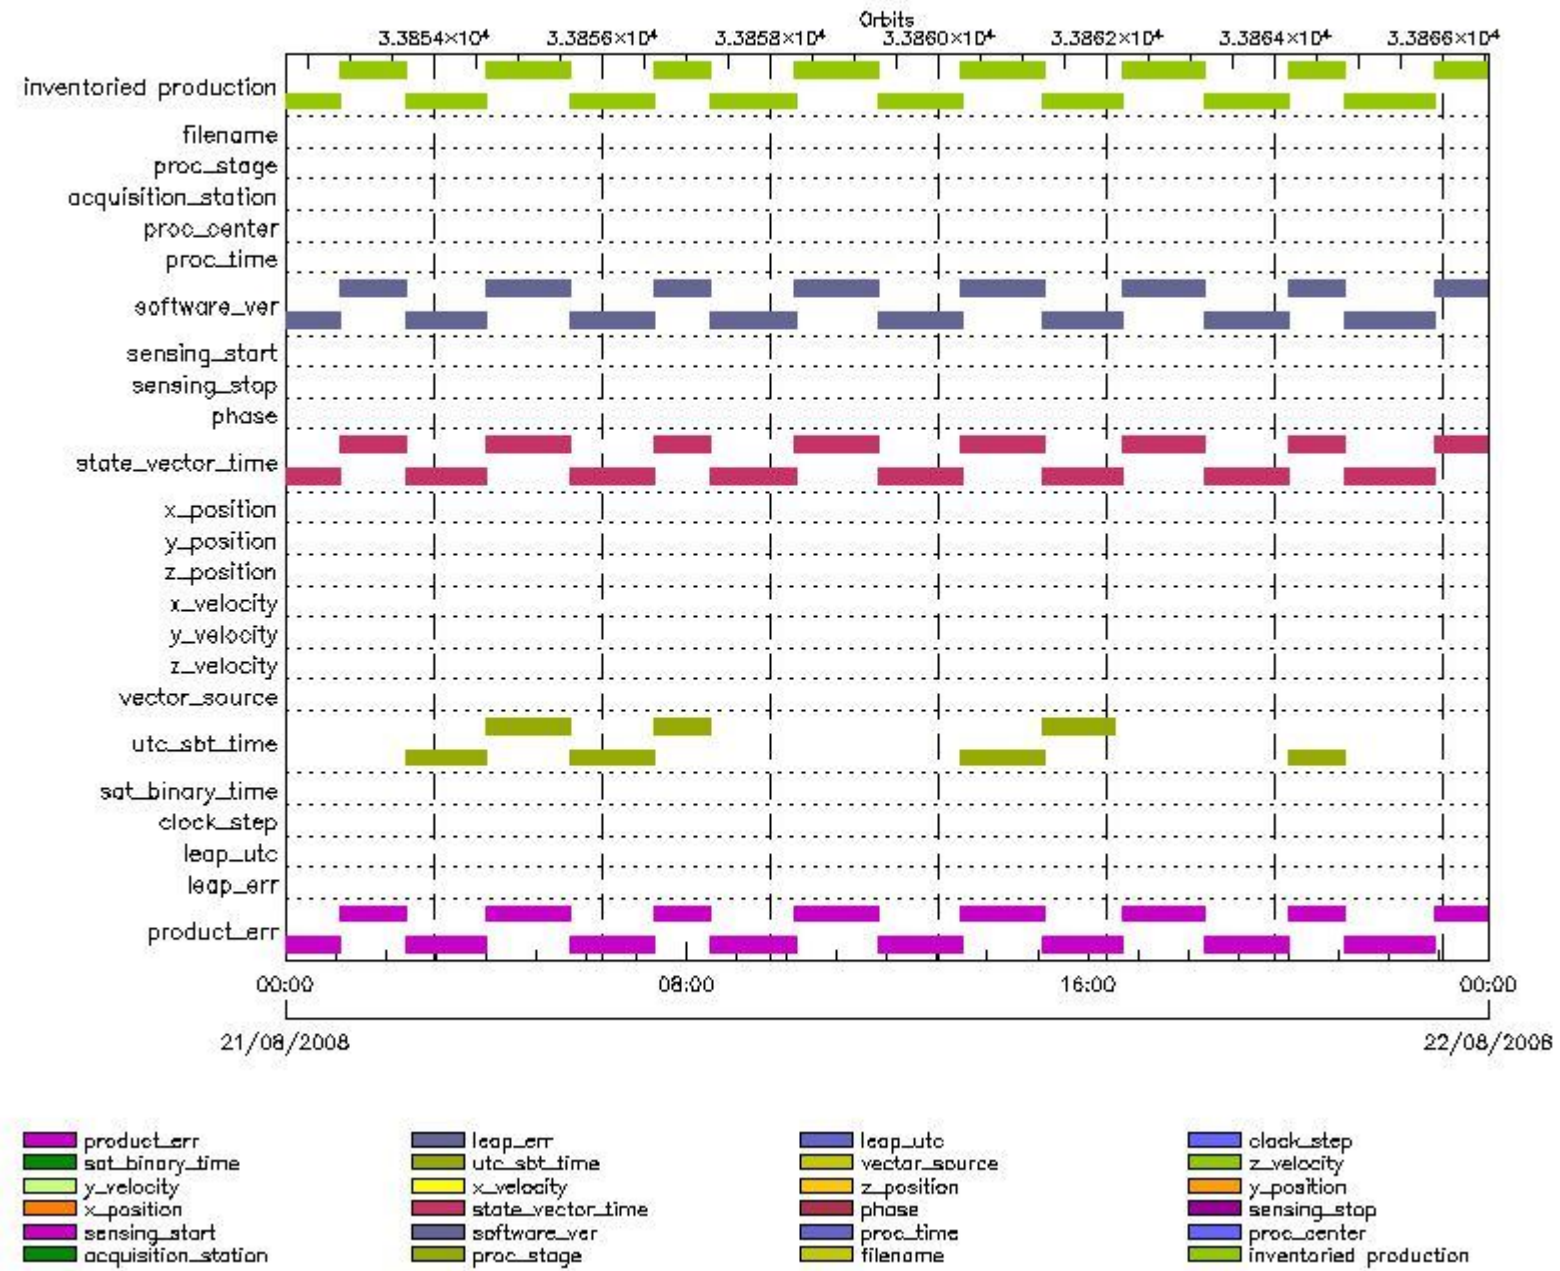 Orbits
3.3854×10⁴ 3.3856×10⁴ 3.3858×10⁴ 3.3860×10⁴ 3.3862×10⁴ 3.3864×10⁴ 3.3866×10⁴
inventoried production
filename
proc_stage
acquisition_station
proc_center
proc_time
software_ver
sensing_start
sensing_stop
phase
state_vector_time
x_position
y_position
z_position
x_velocity
y_velocity
z_velocity
vector_source
utc_sbt_time
sat_binary_time
clock_step
leap_utc
leap_err
product_err
00:00 08:00 16:00 00:00
21/08/2008 22/08/2008
product_err leap_err leap_utc clock_step
sat_binary_time utc_sbt_time vector_source z_velocity
y_velocity x_velocity z_position y_position
x_position state_vector_time phase sensing_stop
sensing_start software_ver proc_time proc_center
acquisition_station proc_stage filename inventoried production